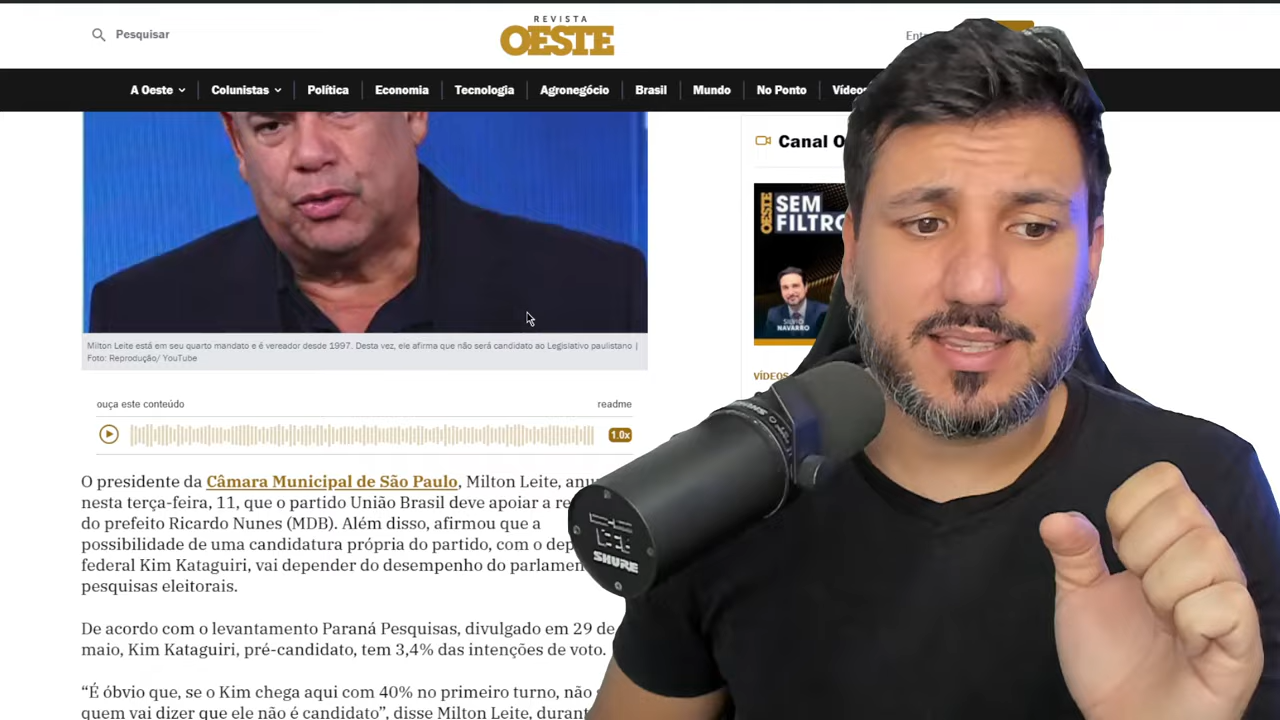 REVISTA
OESTE
Pesquisar
A Oeste
Colunistas
Política
Economia
Tecnologia
Agronegócio
Brasil
Mundo
No Ponto
Canal
OESTE
SEM
NAVARRO
Milton Leite está em seu quarto mandato e é vereador desde 1997. Desta vez, ele afirma que não será candidato ao Legislativo paulistano |
Foto: Reprodução/ YouTube
ouça este conteúdo
readme
1.0x
O presidente da Câmara Municipal de São Paulo, Milton Leite,
nesta terça-feira, 11, que o partido União Brasil deve apoiar a
do prefeito Ricardo Nunes (MDB). Além disso, afirmou que a
possibilidade de uma candidatura própria do partido, com o
federal Kim Kataguiri, vai depender do desempenho do
pesquisas eleitorais.
De acordo com o levantamento Paraná Pesquisas, divulgado em 29 de
maio, Kim Kataguiri, pré-candidato, tem 3,4% das intenções de voto.
“É óbvio que, se o Kim chega aqui com 40% no primeiro turno, não
quem vai dizer que ele não é candidato”, disse Milton Leite,
SHURE